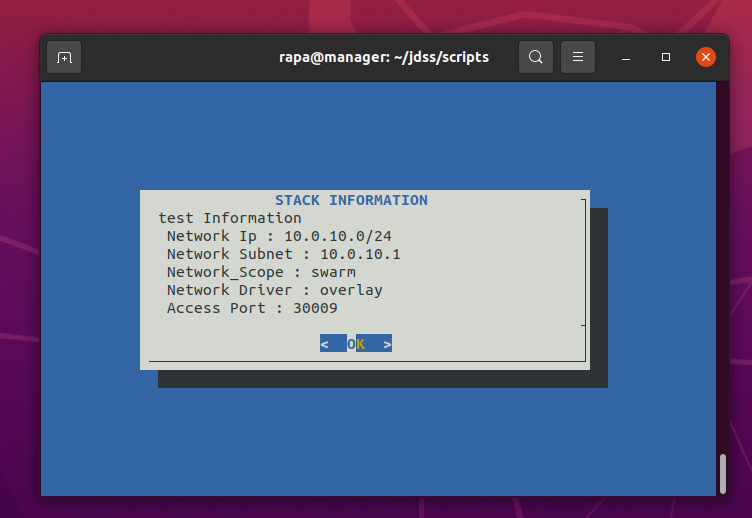 rapa@manager: ~/jdss/scripts
STACK INFORMATION
test Information
Network Ip : 10.0.10.0/24
Network Subnet : 10.0.10.1
Network_Scope : swarm
Network Driver : overlay
Access Port : 30009
<  OK  >